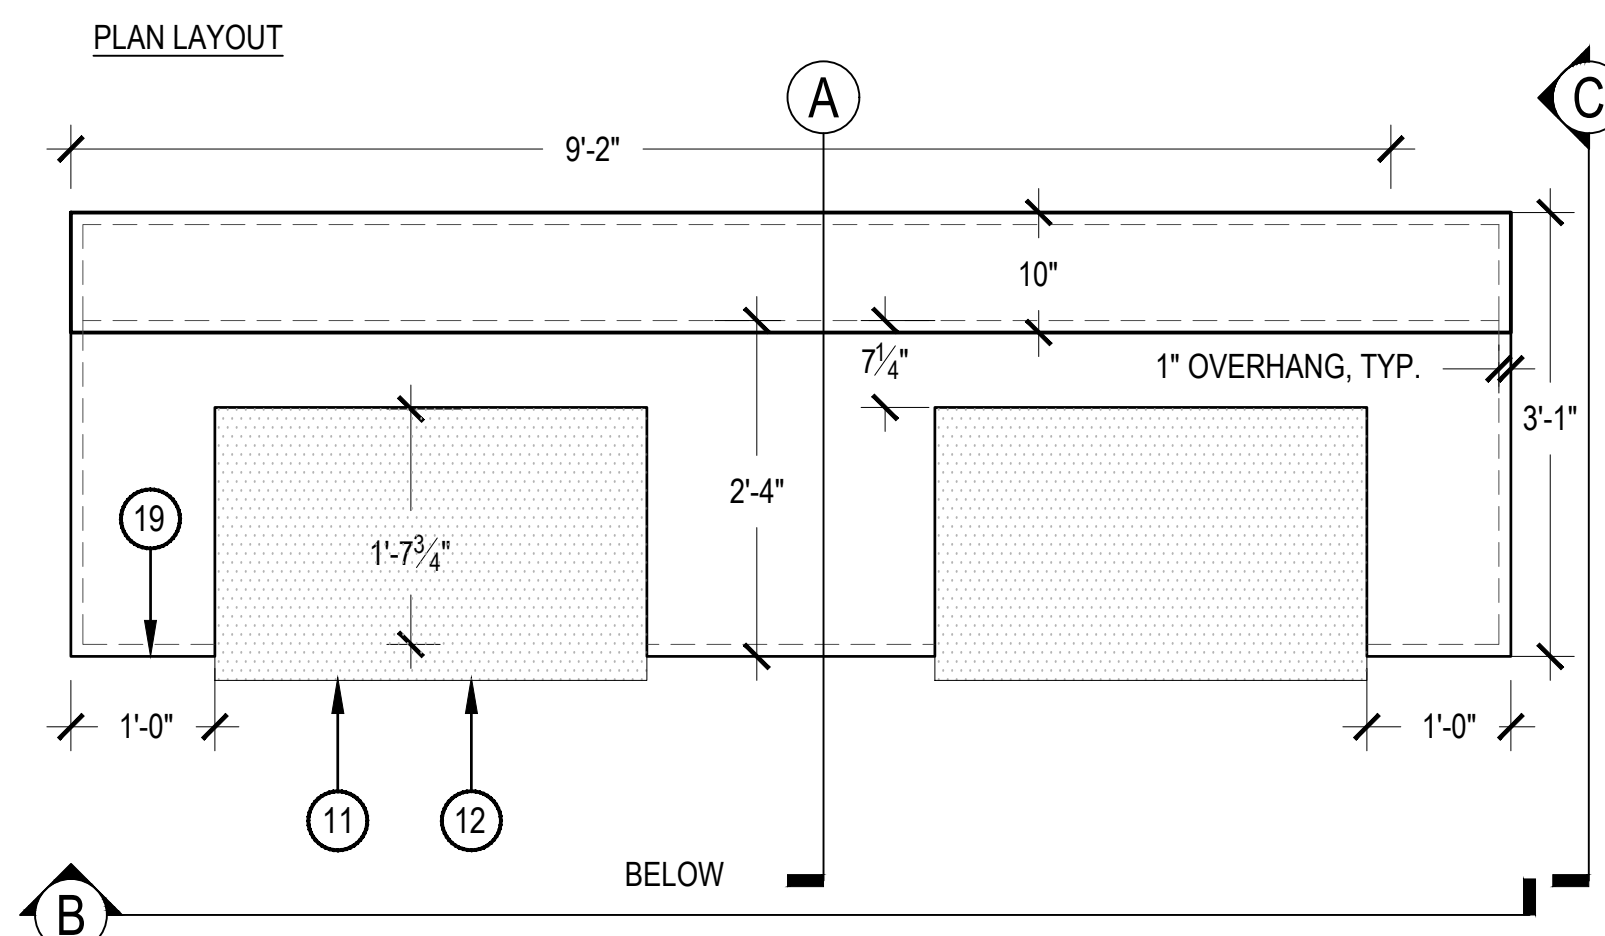 PLAN LAYOUT
A
C
9'-2"
10"
7¼"
1" OVERHANG, TYP.
3'-1"
2'-4"
19
1'-7¾"
1'-0"
1'-0"
11
12
BELOW
B